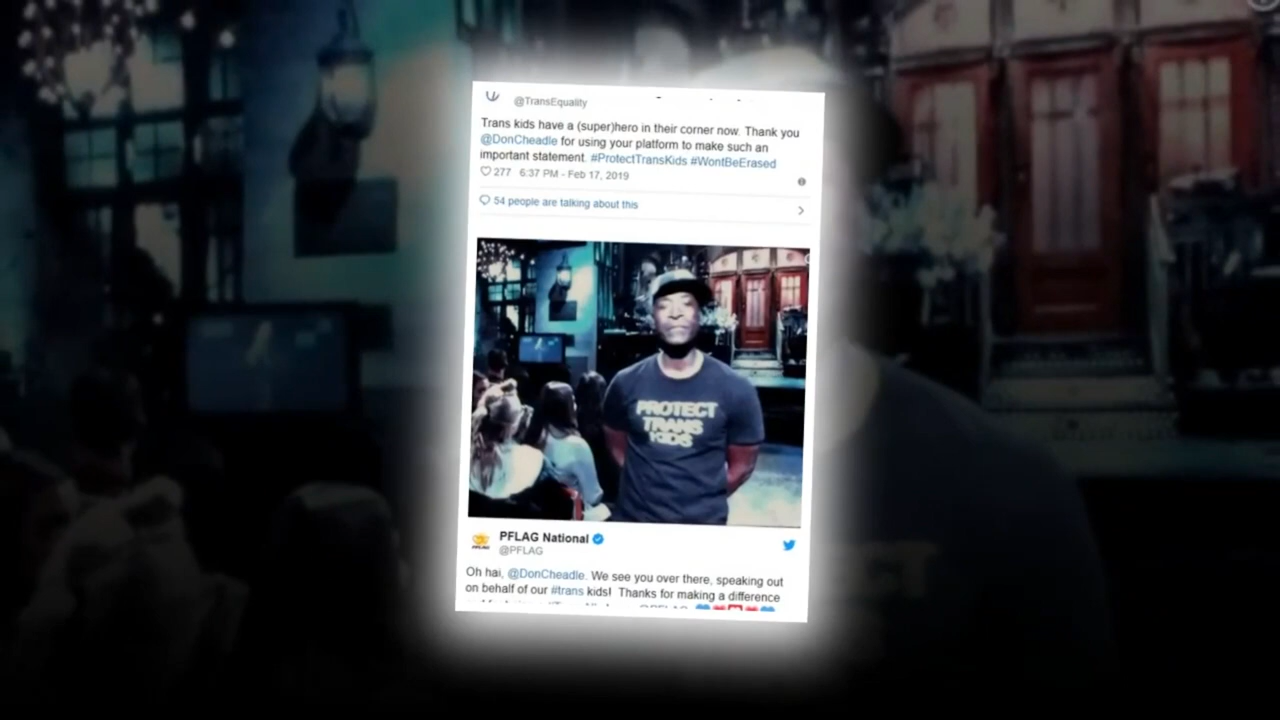 @TransEquality
Trans kids have a (super)hero in their corner now. Thank you
@DonCheadle for using your platform to make such an
important statement. #ProtectTransKids #WontBeErased
277 6:37 PM - Feb 17, 2019
54 people are talking about this
PROTECT
TRANS
KIDS
PFLAG National
@PFLAG
Oh hai, @DonCheadle. We see you over there, speaking out
on behalf of our #trans kids! Thanks for making a difference